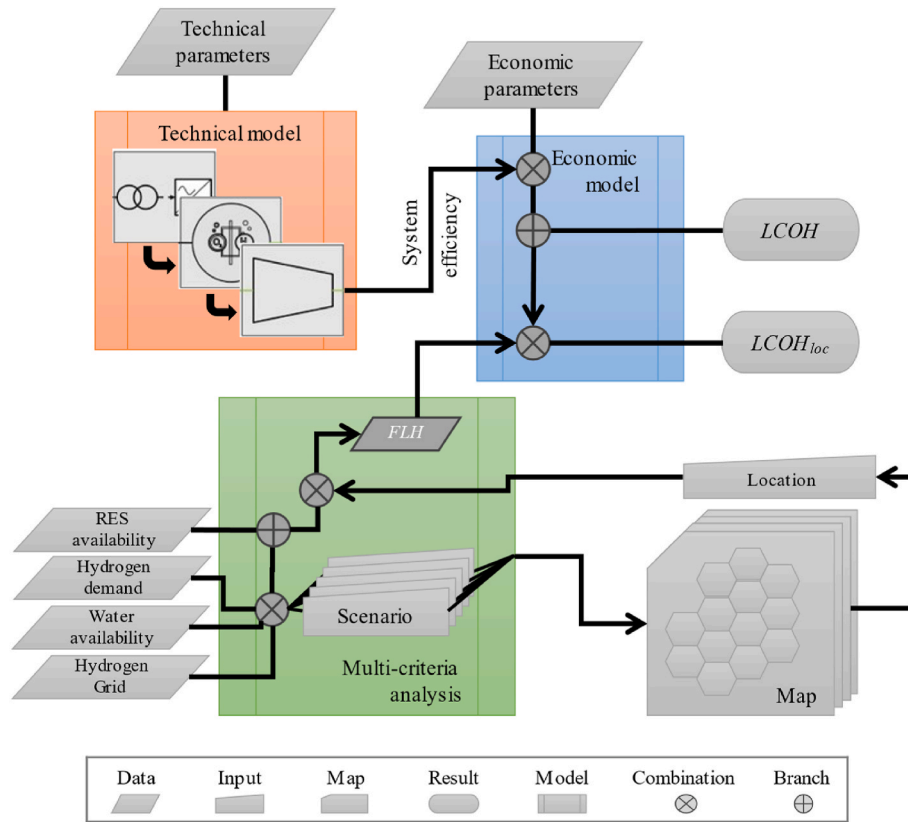 Technical
parameters
Economic
parameters
Technical model
Economic
model
System
efficiency
LCOH
LCOH_loc
FLH
Location
RES
availability
Hydrogen
demand
Water
availability
Hydrogen
Grid
Scenario
Multi-criteria
analysis
Map
Data Input Map Result Model Combination Branch